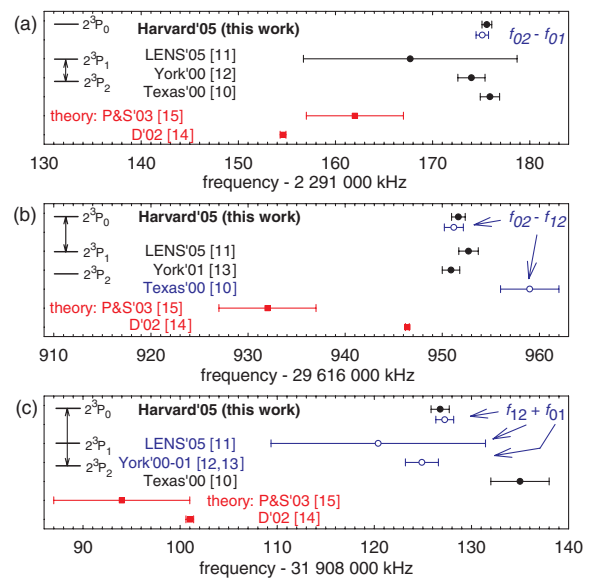 (a)
2³P₀ Harvard'05 (this work) f₀₂ - f₀₁
2³P₁ LENS'05 [11]
York'00 [12]
2³P₂ Texas'00 [10]
theory: P&S'03 [15]
D'02 [14]
130 140 150 160 170 180
frequency - 2 291 000 kHz
(b)
2³P₀ Harvard'05 (this work) f₀₂ - f₁₂
2³P₁ LENS'05 [11]
2³P₂ York'01 [13]
Texas'00 [10]
theory: P&S'03 [15]
D'02 [14]
910 920 930 940 950 960
frequency - 29 616 000 kHz
(c)
2³P₀ Harvard'05 (this work) f₁₂ + f₀₁
2³P₁ LENS'05 [11]
2³P₂ York'00-01 [12,13]
Texas'00 [10]
theory: P&S'03 [15]
D'02 [14]
90 100 110 120 130 140
frequency - 31 908 000 kHz